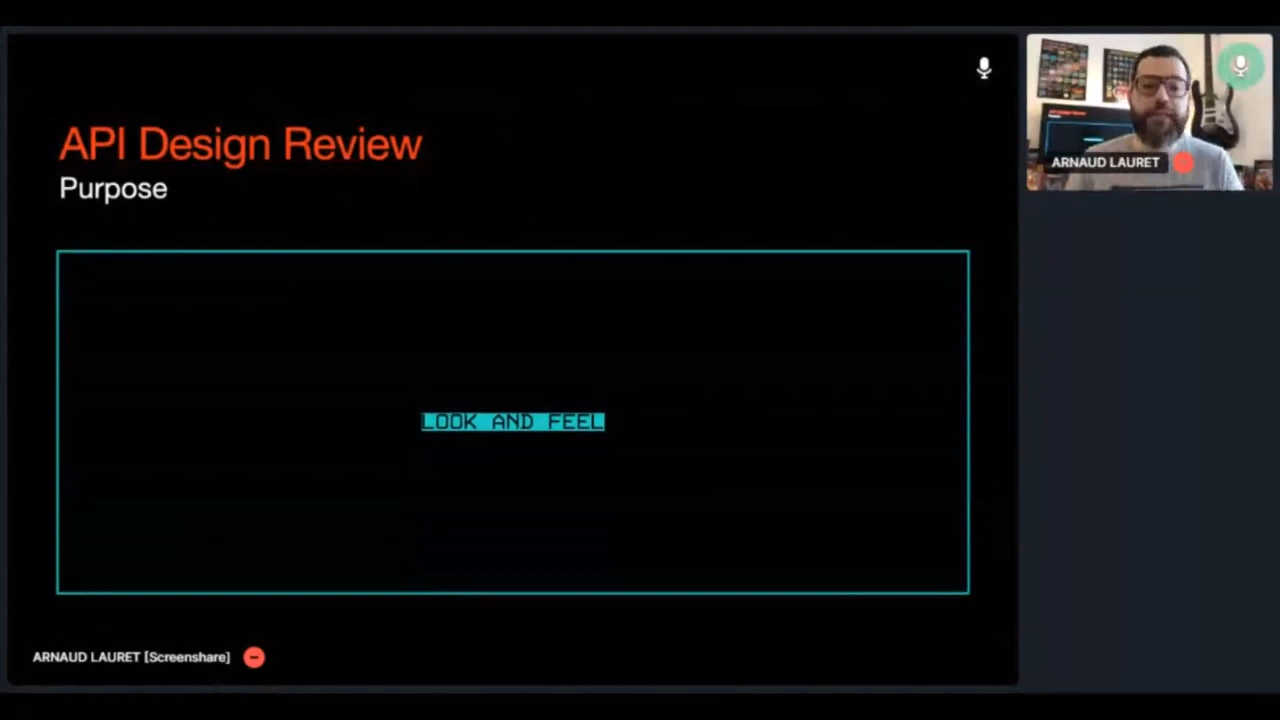 API Design Review
Purpose
LOOK AND FEEL
ARNAUD LAURET [Screenshare]
ARNAUD LAURET